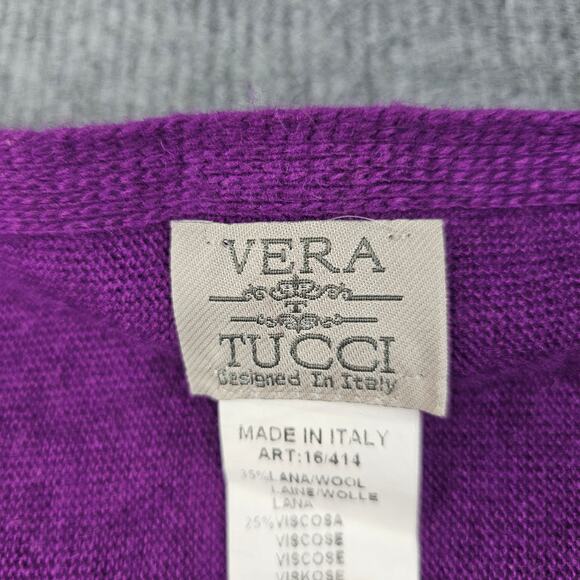 VERA
T
TUCCI
Designed In Italy
MADE IN ITALY
ART:16/414
35%LANA/WOOL
LAINE/WOLLE
LANA
25%VISCOSA
VISCOSE
VISCOSE
VISKOSE